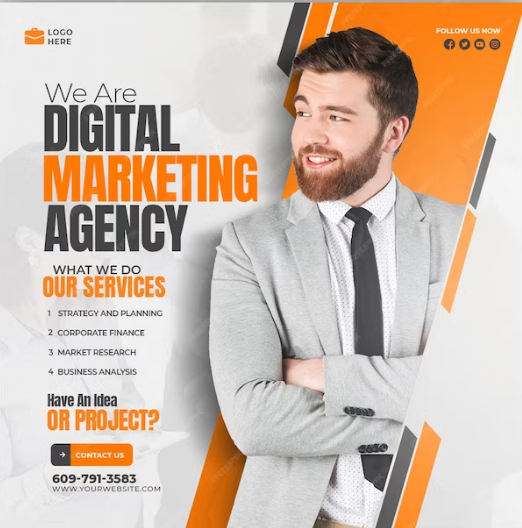 LOGO
HERE
FOLLOW US NOW
We Are
DIGITAL
MARKETING
AGENCY
WHAT WE DO
OUR SERVICES
1 STRATEGY AND PLANNING
2 CORPORATE FINANCE
3 MARKET RESEARCH
4 BUSINESS ANALYSIS
Have An Idea
OR PROJECT?
CONTACT US
609-791-3583
WWW.YOURWEBSITE.COM